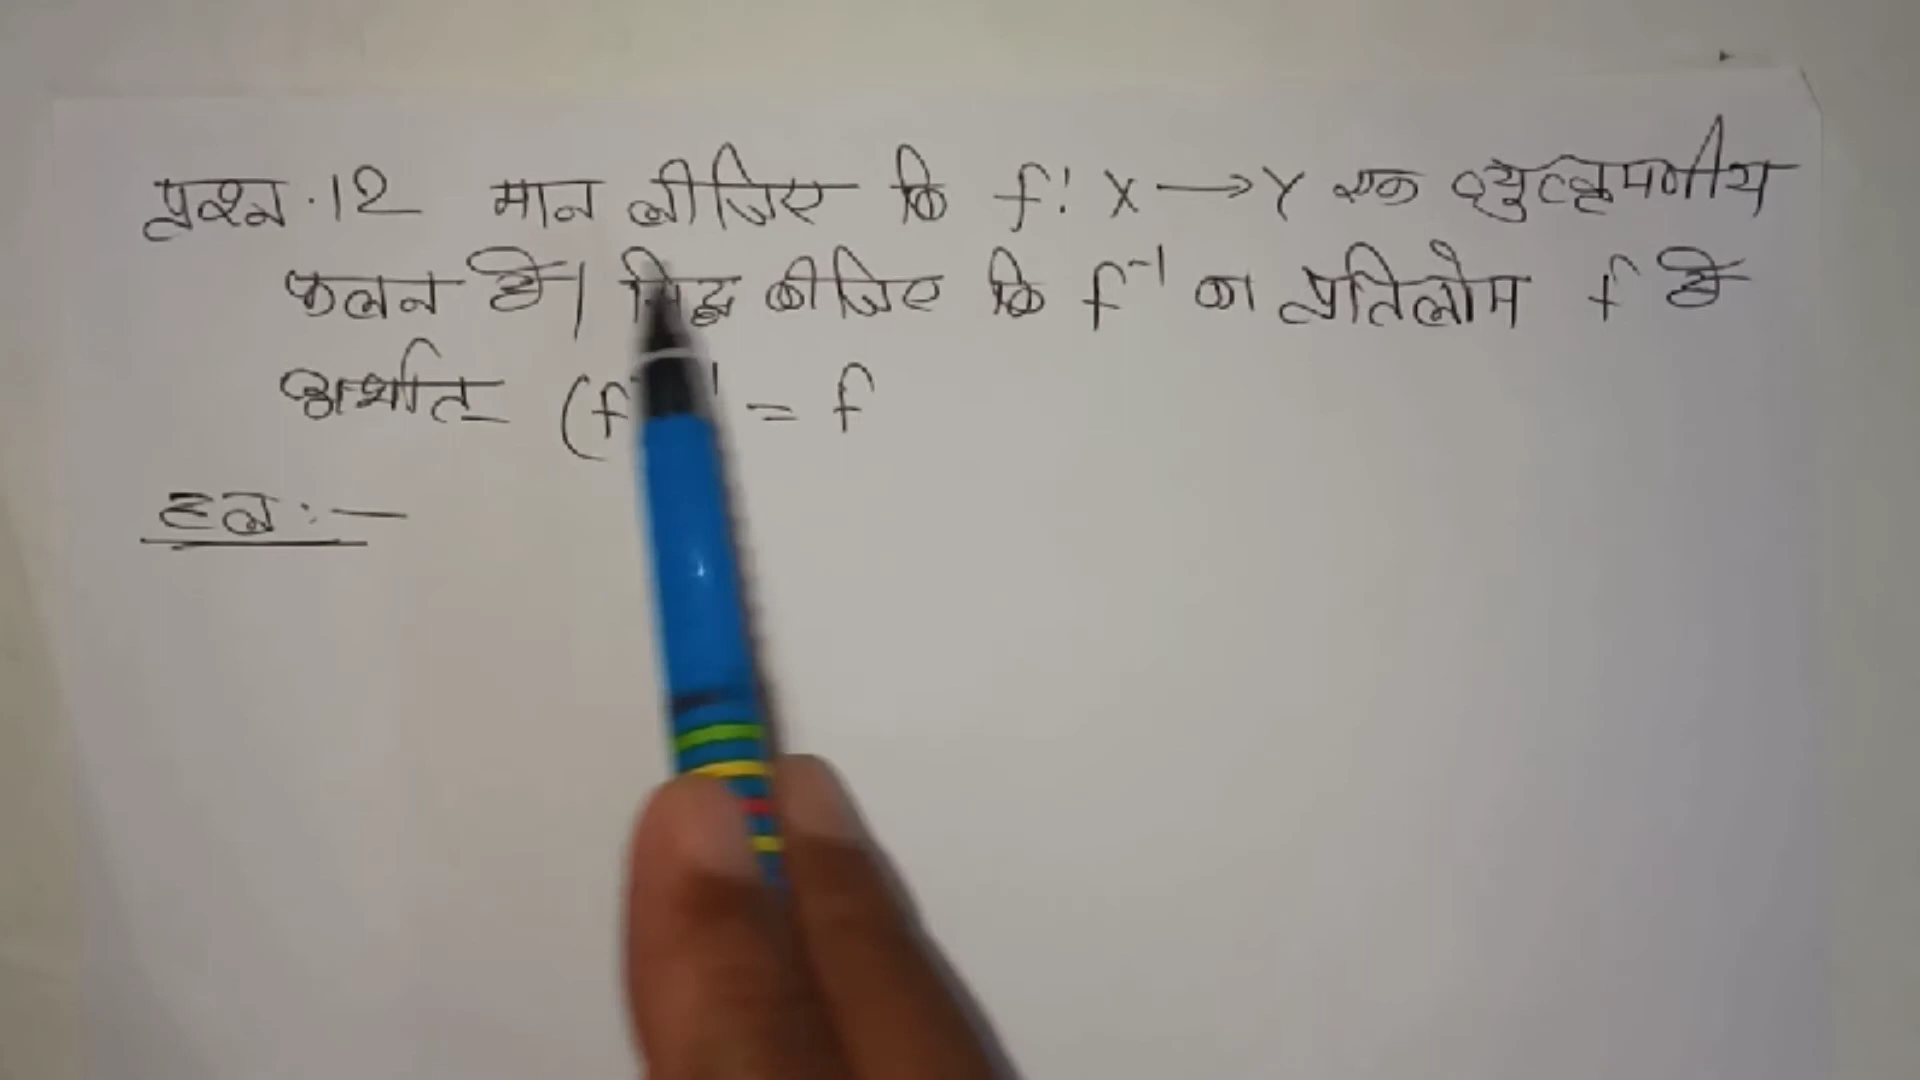 प्रश्न.12 मान लीजिए कि f: X→Y एक व्युत्क्रमणीय
फलन है। सिद्ध कीजिए कि f⁻¹ का प्रतिलोम f है
अर्थात (f = f
हल:—